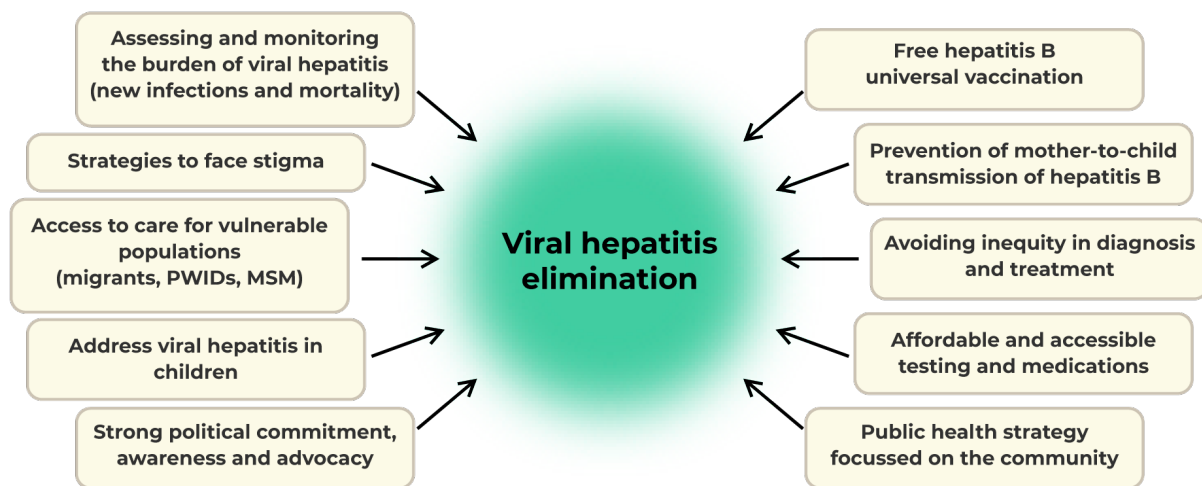 Assessing and monitoring
the burden of viral hepatitis
(new infections and mortality)
Strategies to face stigma
Access to care for vulnerable
populations
(migrants, PWIDs, MSM)
Address viral hepatitis in
children
Strong political commitment,
awareness and advocacy
Viral hepatitis
elimination
Free hepatitis B
universal vaccination
Prevention of mother-to-child
transmission of hepatitis B
Avoiding inequity in diagnosis
and treatment
Affordable and accessible
testing and medications
Public health strategy
focussed on the community